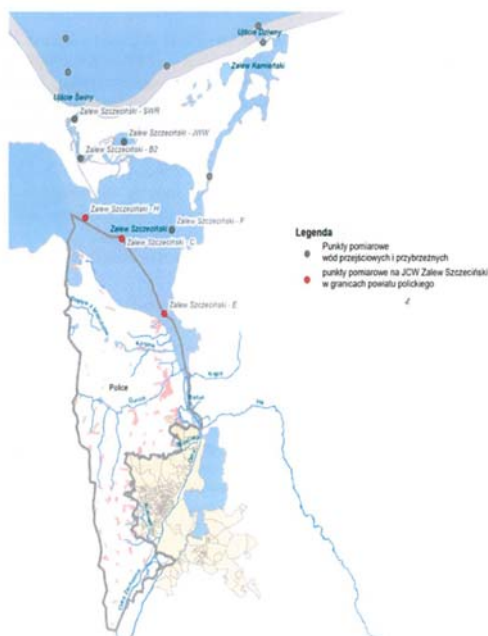 Ujście Dziwny
Zalew Kamieński
Ujście Świny
Zalew Szczeciński - SWR
Zalew Szczeciński - JWW
Zalew Szczeciński - B2
Zalew Szczeciński - H
Zalew Szczeciński
Zalew Szczeciński - F
Zalew Szczeciński - C
Zalew Szczeciński - E
Police
Gunica
Legenda
Punkty pomiarowe
wód przejściowych i przybrzeżnych
punkty pomiarowe na JCW Zalew Szczeciński
w granicach powiatu polickiego